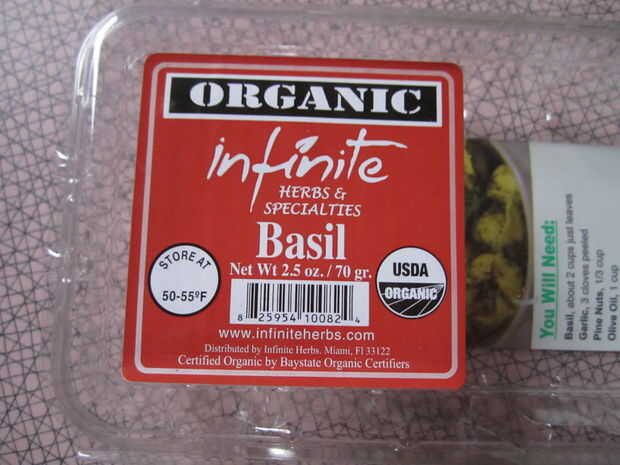 ORGANIC
infinite
HERBS &
SPECIALTIES
Basil
Net Wt 2.5 oz. / 70 gr.
STORE AT
50-55°F
USDA
ORGANIC
8 25954 10082 4
www.infiniteherbs.com
Distributed by Infinite Herbs. Miami, Fl 33122
Certified Organic by Baystate Organic Certifiers
You Will Need:
Basil, about 2 cups just leaves
Garlic, 3 cloves peeled
Pine Nuts, 1/3 cup
Olive Oil, 1 cup